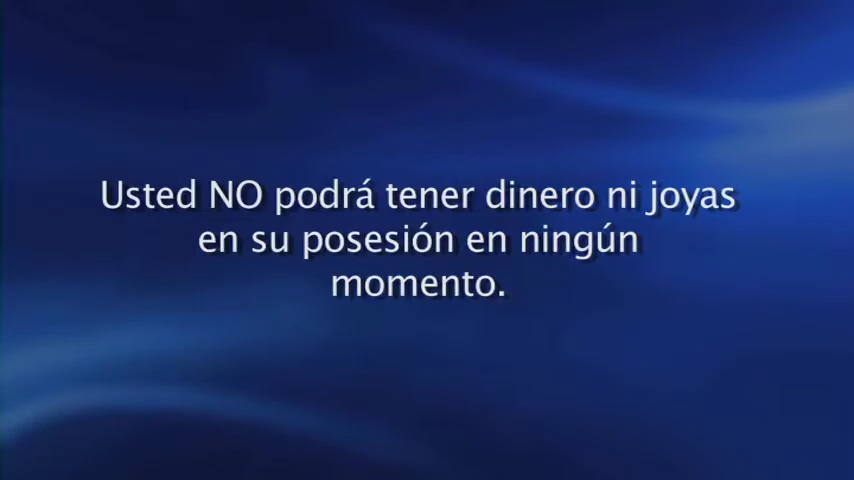 Usted NO podrá tener dinero ni joyas
en su posesión en ningún
momento.